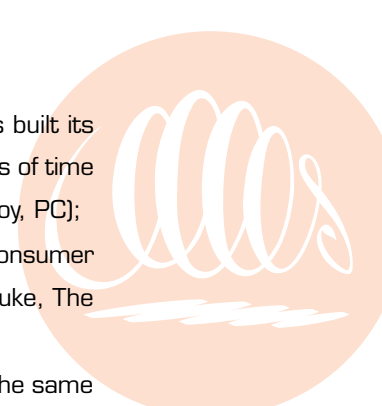 s built its
s of time
oy, PC);
onsumer
uke, The
he same